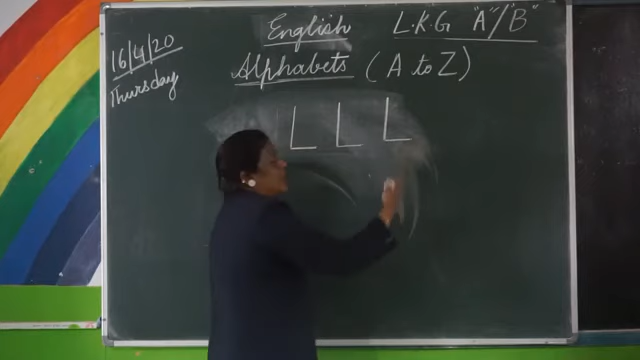 English L.K.G "A"/"B"
16/4/20
Thursday
Alphabets (A to Z)
L L L